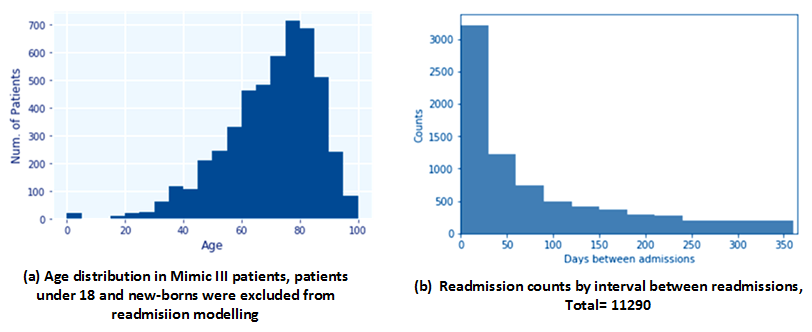 700
600
500
400
300
200
100
0
Num. of Patients
0 20 40 60 80 100
Age
(a) Age distribution in Mimic III patients, patients
under 18 and new-borns were excluded from
readmisiion modelling
3000
2500
2000
1500
1000
500
0
Counts
0 50 100 150 200 250 300 350
Days between admissions
(b) Readmission counts by interval between readmissions,
Total= 11290